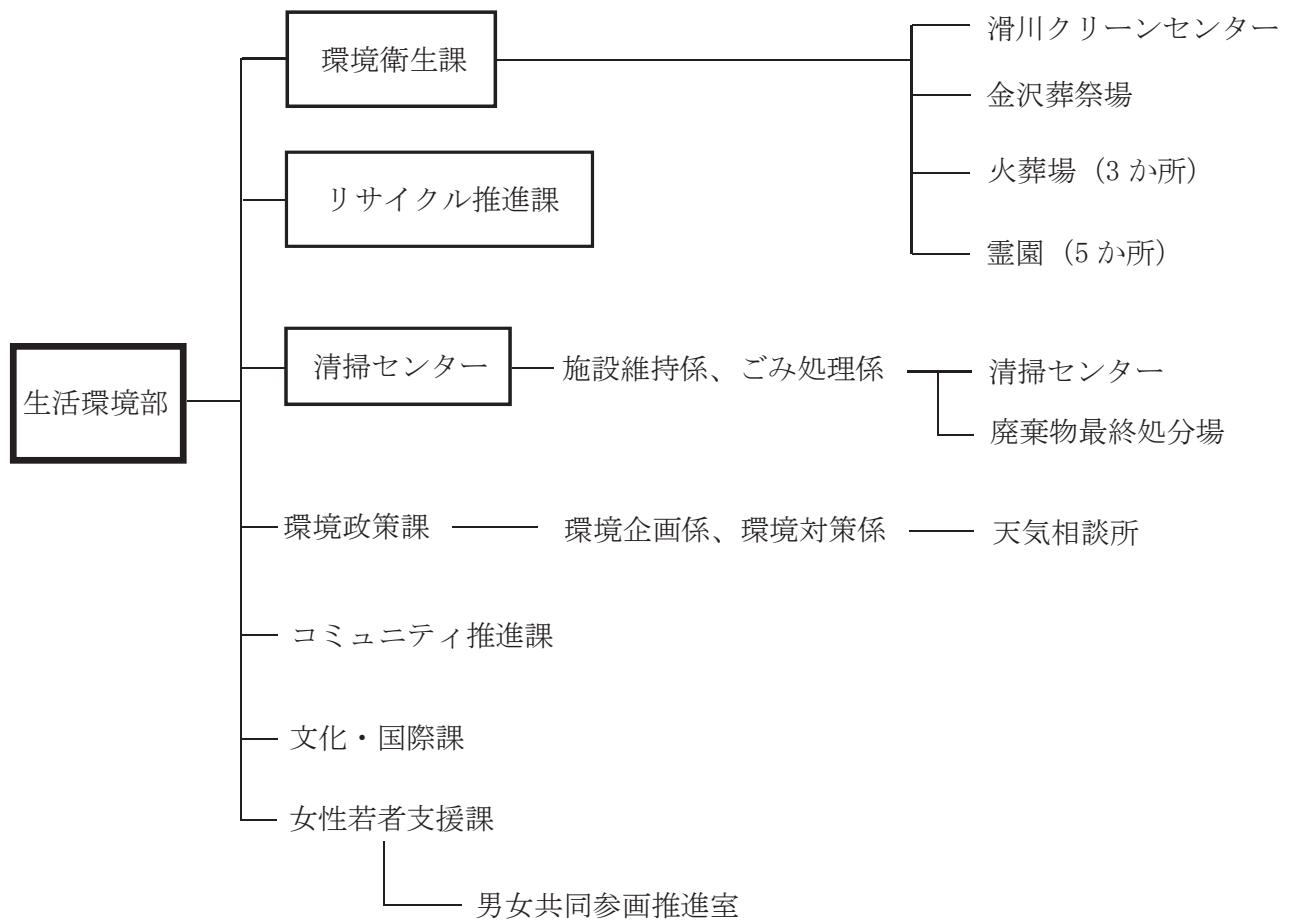 環境衛生課
滑川クリーンセンター
金沢葬祭場
火葬場（3 か所）
霊園（5 か所）
リサイクル推進課
生活環境部
清掃センター
施設維持係、ごみ処理係
清掃センター
廃棄物最終処分場
環境政策課
環境企画係、環境対策係
天気相談所
コミュニティ推進課
文化・国際課
女性若者支援課
男女共同参画推進室